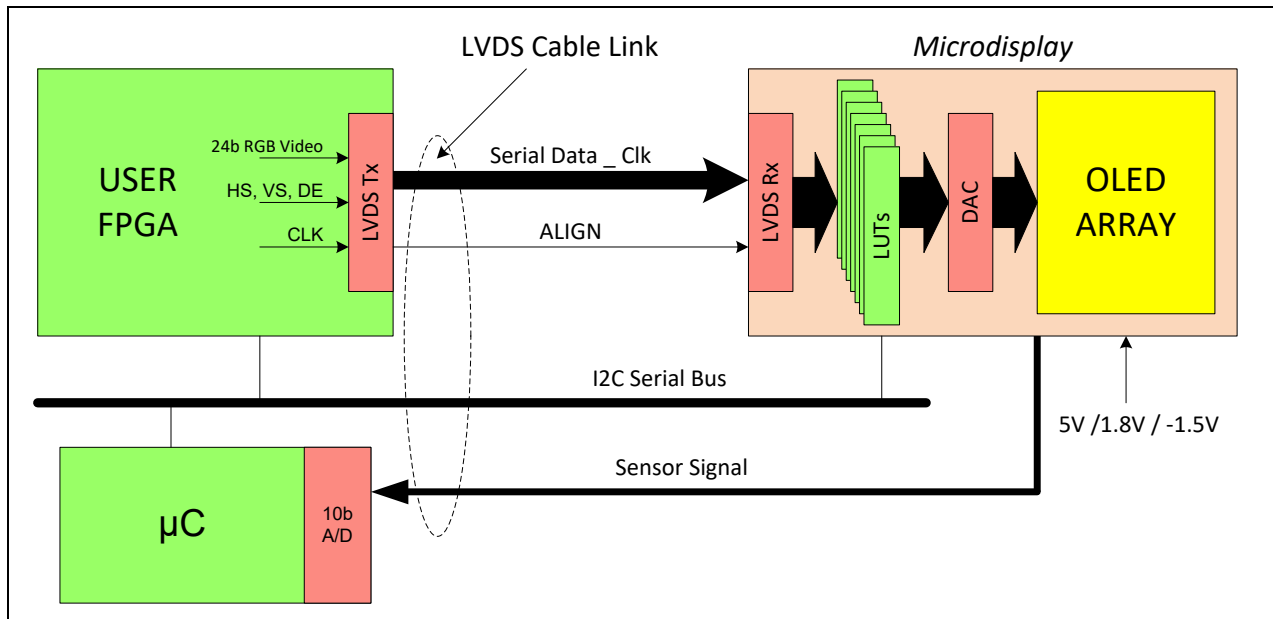 LVDS Cable Link
Microdisplay
USER
FPGA
24b RGB Video
HS, VS, DE
CLK
LVDS Tx
Serial Data _ Clk
ALIGN
LVDS Rx
LUTs
DAC
OLED
ARRAY
I2C Serial Bus
5V /1.8V / -1.5V
Sensor Signal
µC
10b
A/D